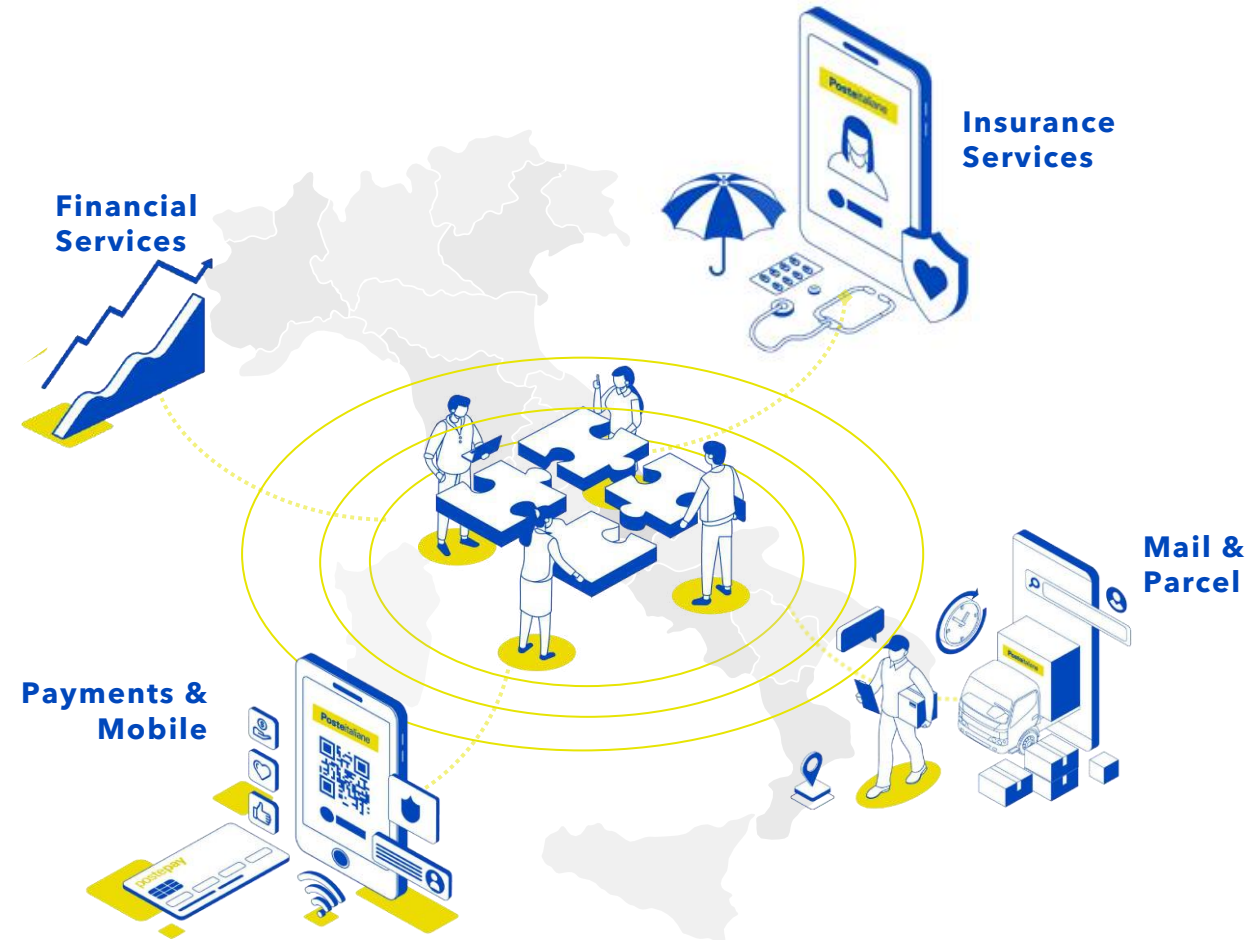 Posteitaliane
Insurance
Services
Financial
Services
Mail &
Parcel
Posteitaliane
Payments &
Mobile
Posteitaliane
postepay